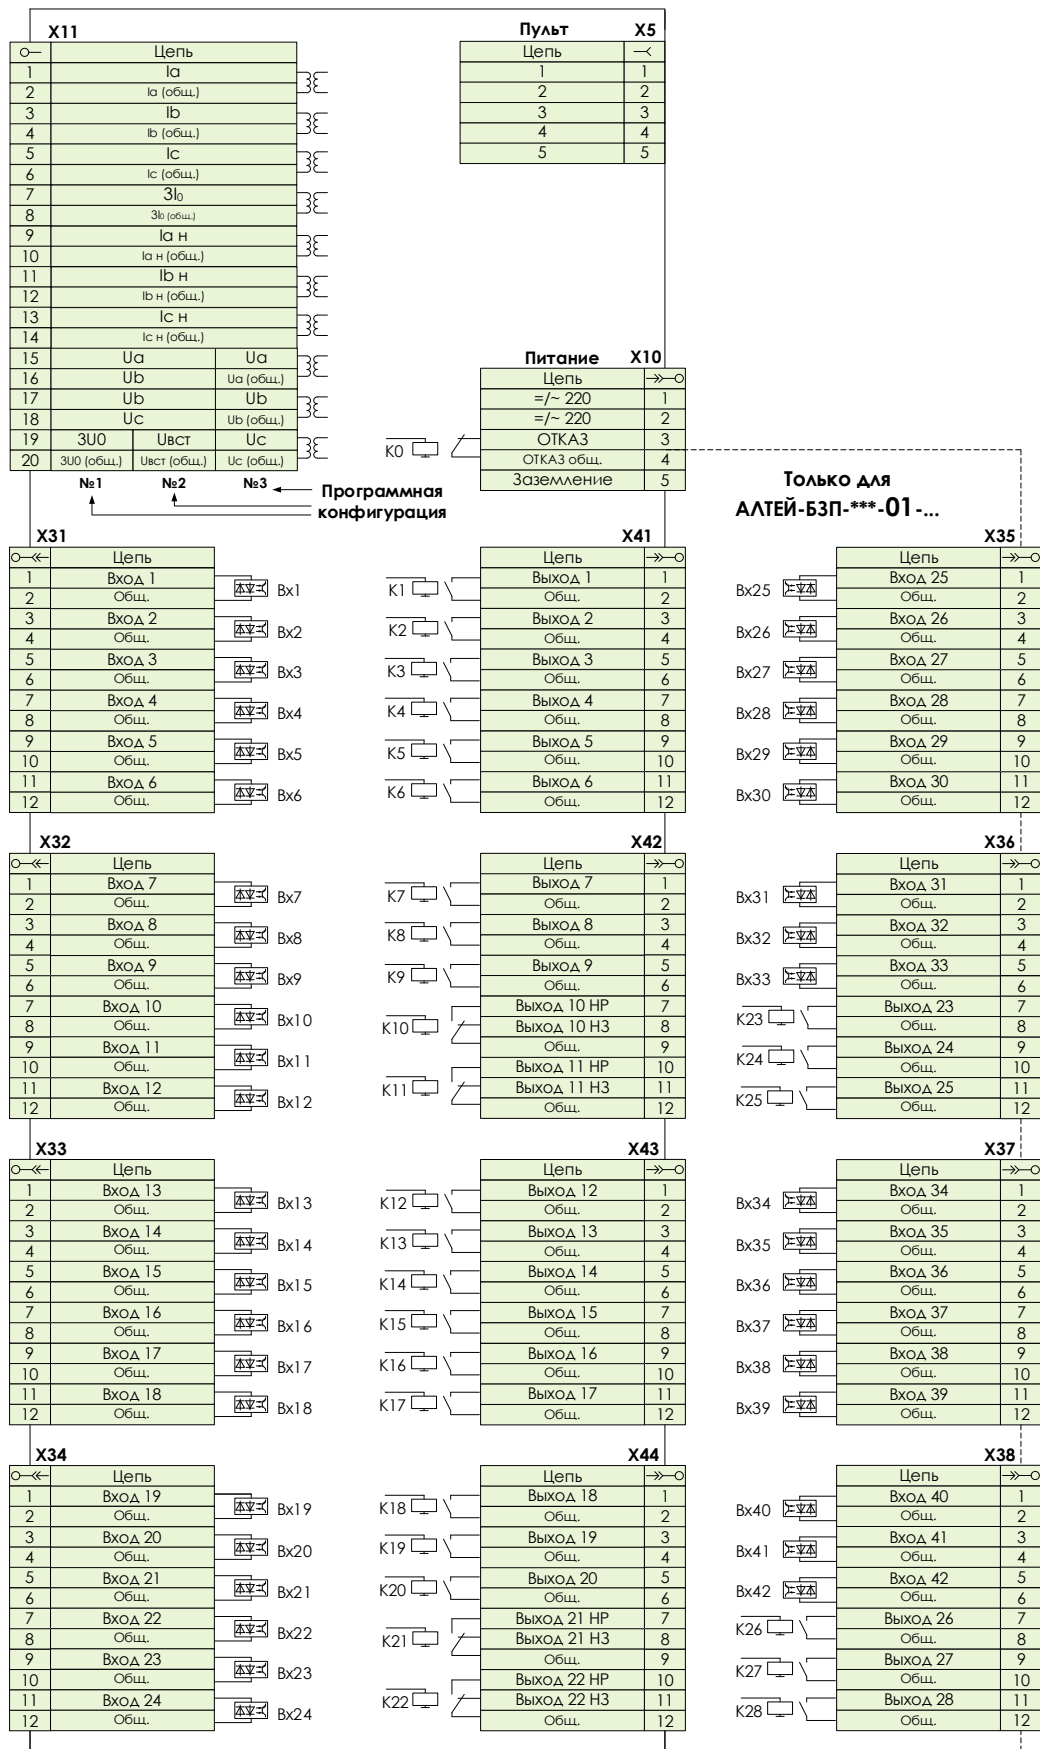 X11
Цепь
1 Ia
2 Ia (общ.)
3 Ib
4 Ib (общ.)
5 Ic
6 Ic (общ.)
7 3I0
8 3I0 (общ.)
9 Ia н
10 Ia н (общ.)
11 Ib н
12 Ib н (общ.)
13 Ic н
14 Ic н (общ.)
15 Ua Ua
16 Ub Ua (общ.)
17 Ub Ub
18 Uc Ub (общ.)
19 3U0 Uвст Uc
20 3U0 (общ.) Uвст (общ.) Uc (общ.)
№1 №2 №3
Программная
конфигурация
Пульт X5
Цепь
1 1
2 2
3 3
4 4
5 5
Питание X10
Цепь
=/~ 220 1
=/~ 220 2
K0 ОТКАЗ 3
ОТКАЗ общ. 4
Заземление 5
Только для
АЛТЕЙ-БЗП-***-01-...
X31
Цепь
1 Вход 1 Вх1
2 Общ.
3 Вход 2 Вх2
4 Общ.
5 Вход 3 Вх3
6 Общ.
7 Вход 4 Вх4
8 Общ.
9 Вход 5 Вх5
10 Общ.
11 Вход 6 Вх6
12 Общ.
X41
Цепь
K1 Выход 1 1
Общ. 2
K2 Выход 2 3
Общ. 4
K3 Выход 3 5
Общ. 6
K4 Выход 4 7
Общ. 8
K5 Выход 5 9
Общ. 10
K6 Выход 6 11
Общ. 12
X35
Цепь
Вх25 Вход 25 1
Общ. 2
Вх26 Вход 26 3
Общ. 4
Вх27 Вход 27 5
Общ. 6
Вх28 Вход 28 7
Общ. 8
Вх29 Вход 29 9
Общ. 10
Вх30 Вход 30 11
Общ. 12
X32
Цепь
1 Вход 7 Вх7
2 Общ.
3 Вход 8 Вх8
4 Общ.
5 Вход 9 Вх9
6 Общ.
7 Вход 10 Вх10
8 Общ.
9 Вход 11 Вх11
10 Общ.
11 Вход 12 Вх12
12 Общ.
X42
Цепь
K7 Выход 7 1
Общ. 2
K8 Выход 8 3
Общ. 4
K9 Выход 9 5
Общ. 6
Выход 10 НР 7
K10 Выход 10 НЗ 8
Общ. 9
Выход 11 НР 10
K11 Выход 11 НЗ 11
Общ. 12
X36
Цепь
Вх31 Вход 31 1
Общ. 2
Вх32 Вход 32 3
Общ. 4
Вх33 Вход 33 5
Общ. 6
K23 Выход 23 7
Общ. 8
K24 Выход 24 9
Общ. 10
K25 Выход 25 11
Общ. 12
X33
Цепь
1 Вход 13 Вх13
2 Общ.
3 Вход 14 Вх14
4 Общ.
5 Вход 15 Вх15
6 Общ.
7 Вход 16 Вх16
8 Общ.
9 Вход 17 Вх17
10 Общ.
11 Вход 18 Вх18
12 Общ.
X43
Цепь
K12 Выход 12 1
Общ. 2
K13 Выход 13 3
Общ. 4
K14 Выход 14 5
Общ. 6
K15 Выход 15 7
Общ. 8
K16 Выход 16 9
Общ. 10
K17 Выход 17 11
Общ. 12
X37
Цепь
Вх34 Вход 34 1
Общ. 2
Вх35 Вход 35 3
Общ. 4
Вх36 Вход 36 5
Общ. 6
Вх37 Вход 37 7
Общ. 8
Вх38 Вход 38 9
Общ. 10
Вх39 Вход 39 11
Общ. 12
X34
Цепь
1 Вход 19 Вх19
2 Общ.
3 Вход 20 Вх20
4 Общ.
5 Вход 21 Вх21
6 Общ.
7 Вход 22 Вх22
8 Общ.
9 Вход 23 Вх23
10 Общ.
11 Вход 24 Вх24
12 Общ.
X44
Цепь
K18 Выход 18 1
Общ. 2
K19 Выход 19 3
Общ. 4
K20 Выход 20 5
Общ. 6
Выход 21 НР 7
K21 Выход 21 НЗ 8
Общ. 9
Выход 22 НР 10
K22 Выход 22 НЗ 11
Общ. 12
X38
Цепь
Вх40 Вход 40 1
Общ. 2
Вх41 Вход 41 3
Общ. 4
Вх42 Вход 42 5
Общ. 6
K26 Выход 26 7
Общ. 8
K27 Выход 27 9
Общ. 10
K28 Выход 28 11
Общ. 12